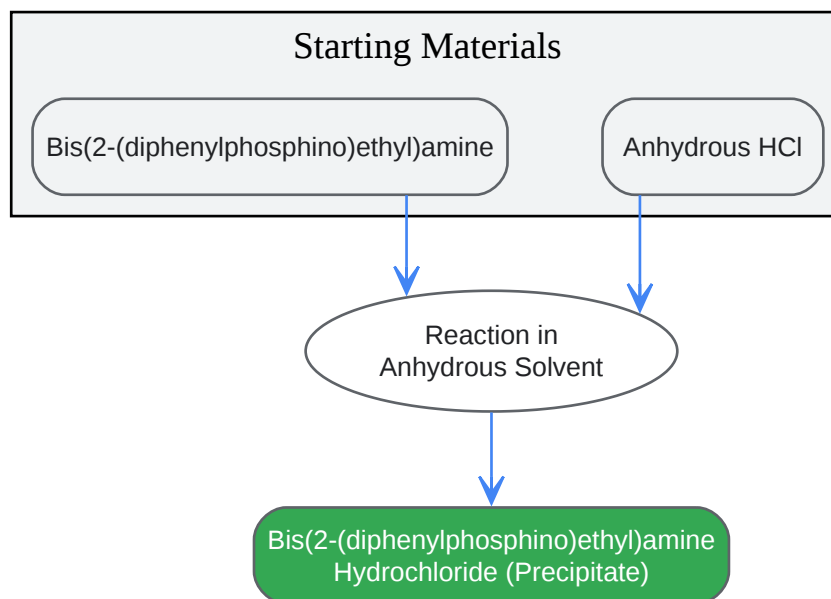 Starting Materials
Bis(2-(diphenylphosphino)ethyl)amine
Anhydrous HCl
Reaction in
Anhydrous Solvent
Bis(2-(diphenylphosphino)ethyl)amine
Hydrochloride (Precipitate)